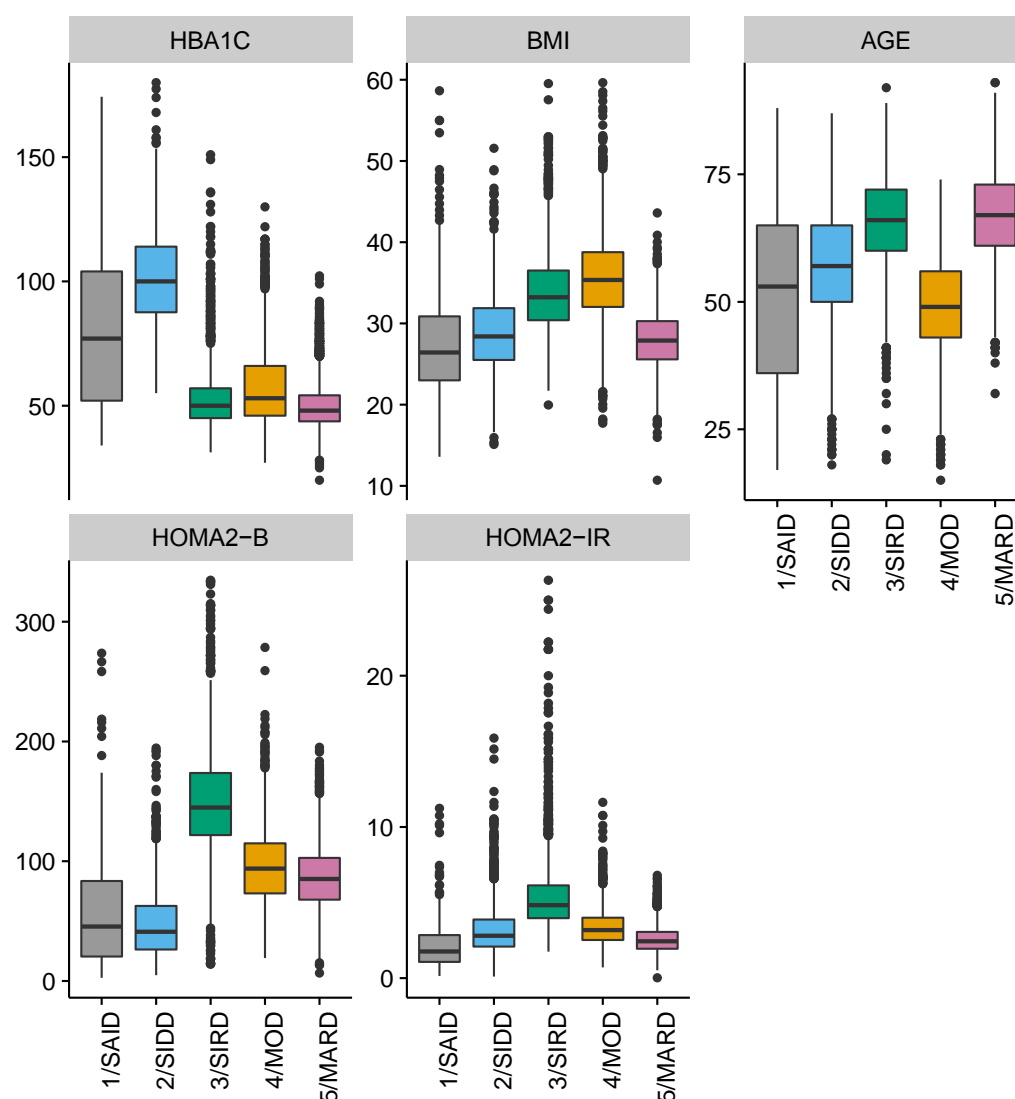 HBA1C
BMI
AGE
150
100
50
60
50
40
30
20
10
75
50
25
1/SAID
2/SIDD
3/SIRD
4/MOD
5/MARD
HOMA2−B
HOMA2−IR
300
200
100
0
20
10
0
1/SAID
2/SIDD
3/SIRD
4/MOD
5/MARD
1/SAID
2/SIDD
3/SIRD
4/MOD
5/MARD